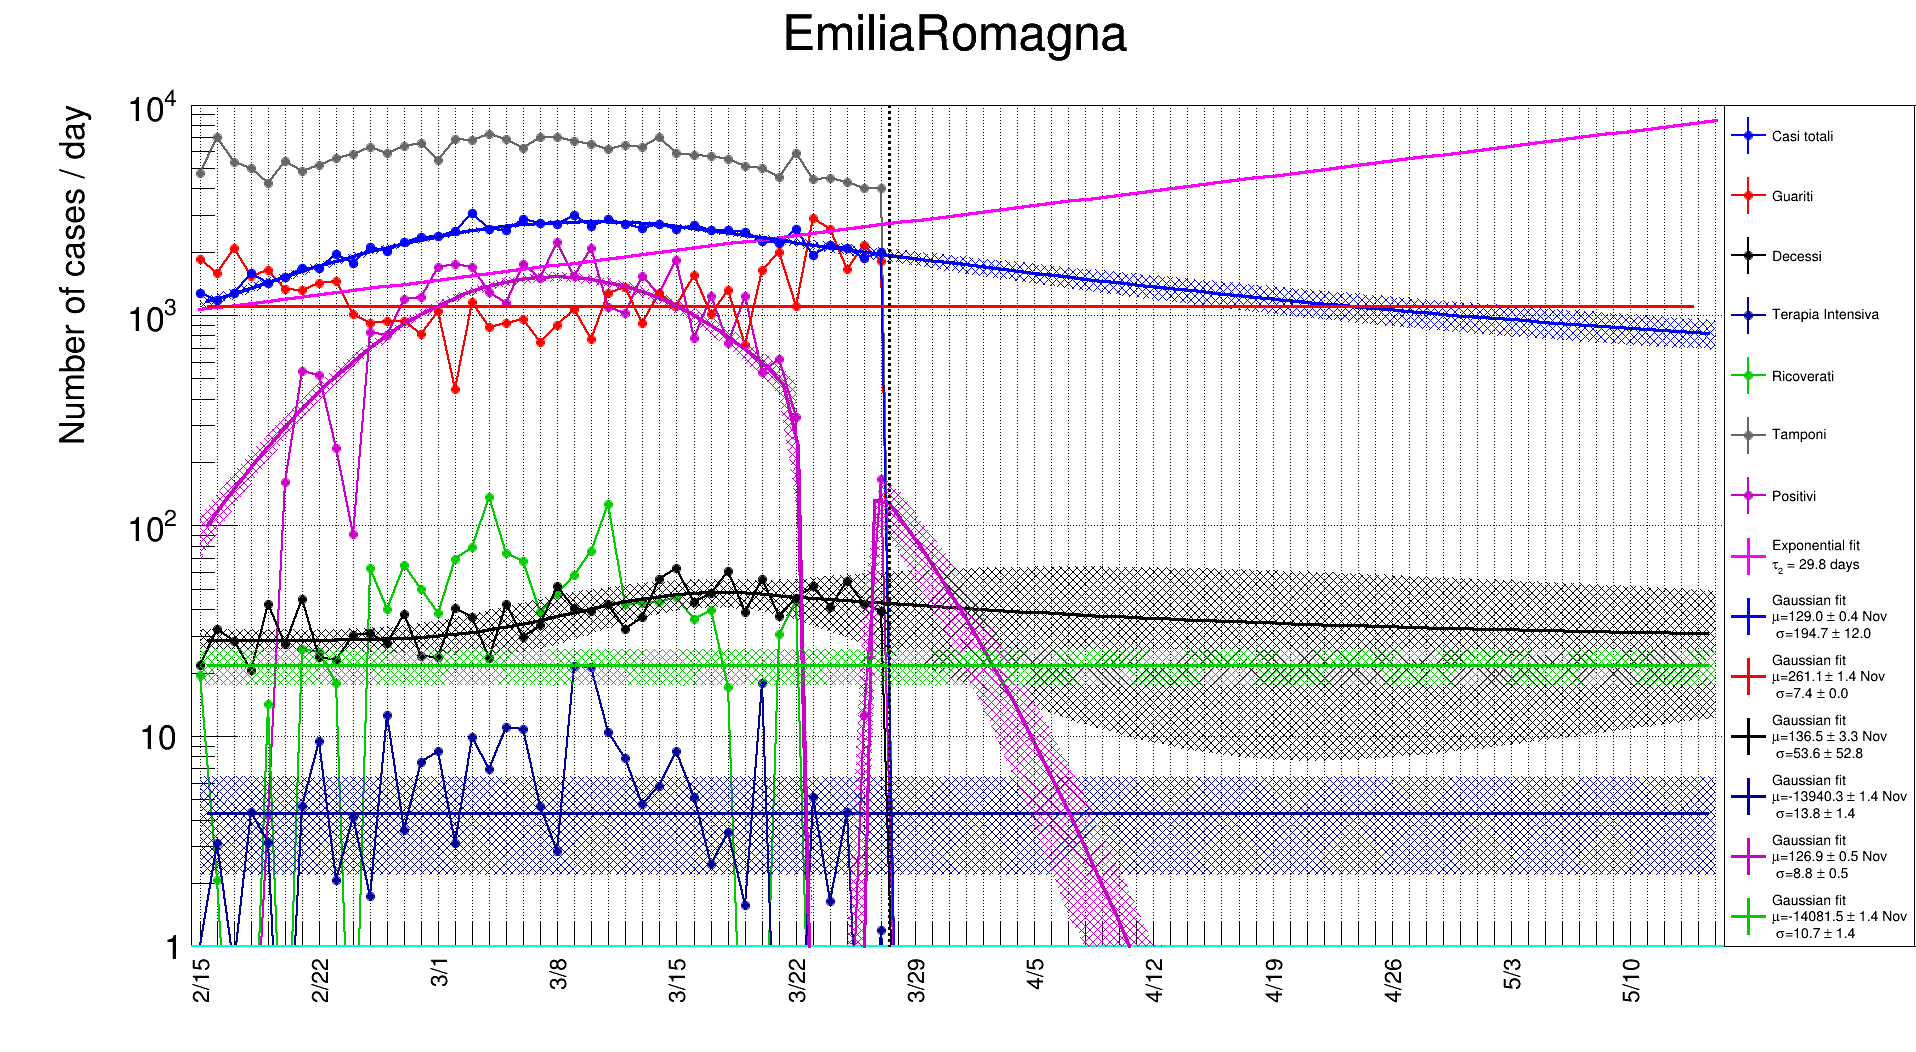 EmiliaRomagna
Number of cases / day
10⁴
10³
10²
10
1
2/15
2/22
3/1
3/8
3/15
3/22
3/29
4/5
4/12
4/19
4/26
5/3
5/10
Casi totali
Guariti
Decessi
Terapia Intensiva
Ricoverati
Tamponi
Positivi
Exponential fit
τ₂ = 29.8 days
Gaussian fit
μ=129.0 ± 0.4 Nov
σ=194.7 ± 12.0
Gaussian fit
μ=261.1 ± 1.4 Nov
σ=7.4 ± 0.0
Gaussian fit
μ=136.5 ± 3.3 Nov
σ=53.6 ± 52.8
Gaussian fit
μ=-13940.3 ± 1.4 Nov
σ=13.8 ± 1.4
Gaussian fit
μ=126.9 ± 0.5 Nov
σ=8.8 ± 0.5
Gaussian fit
μ=-14081.5 ± 1.4 Nov
σ=10.7 ± 1.4